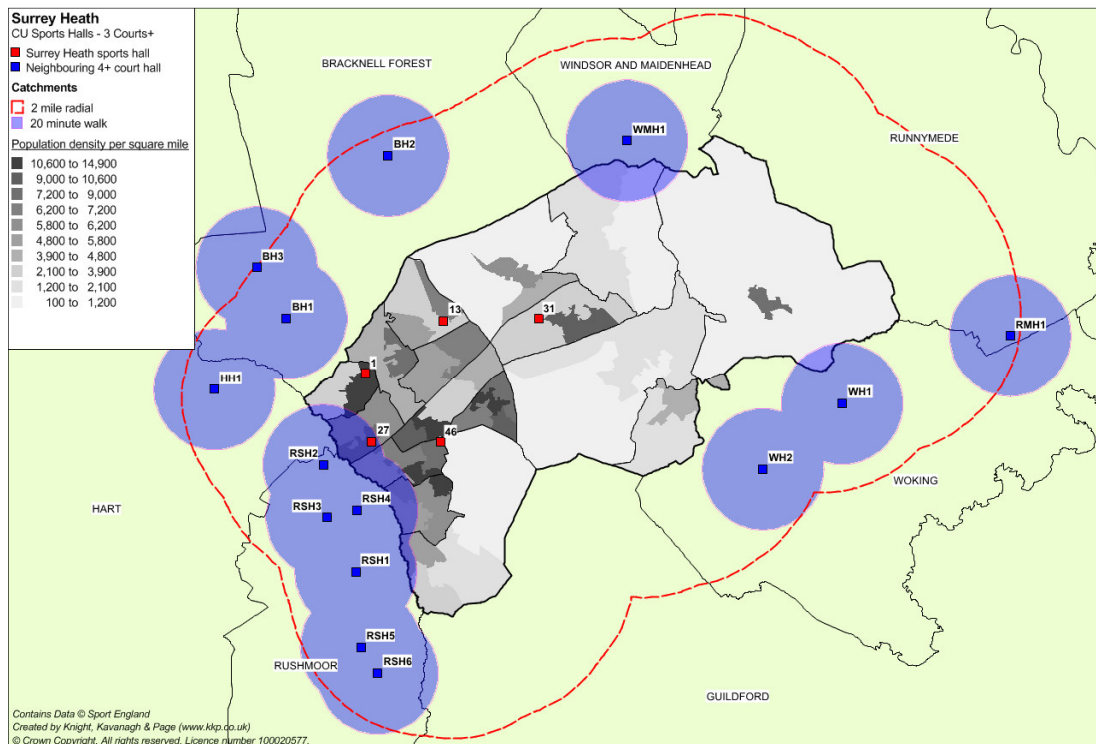 Surrey Heath
CU Sports Halls - 3 Courts+
Surrey Heath sports hall
Neighbouring 4+ court hall
Catchments
2 mile radial
20 minute walk
Population density per square mile
10,600 to 14,900
9,000 to 10,600
7,200 to 9,000
6,200 to 7,200
5,800 to 6,200
4,800 to 5,800
3,900 to 4,800
2,100 to 3,900
1,200 to 2,100
100 to 1,200
BRACKNELL FOREST
WINDSOR AND MAIDENHEAD
RUNNYMEDE
WMH1
BH2
BH3
BH1
13
31
RMH1
1
HH1
WH1
27
46
RSH2
WH2
WOKING
HART
RSH3
RSH4
RSH1
RSH5
RUSHMOOR
RSH6
GUILDFORD
Contains Data © Sport England
Created by Knight, Kavanagh & Page (www.kkp.co.uk)
© Crown Copyright. All rights reserved. Licence number 100020577.